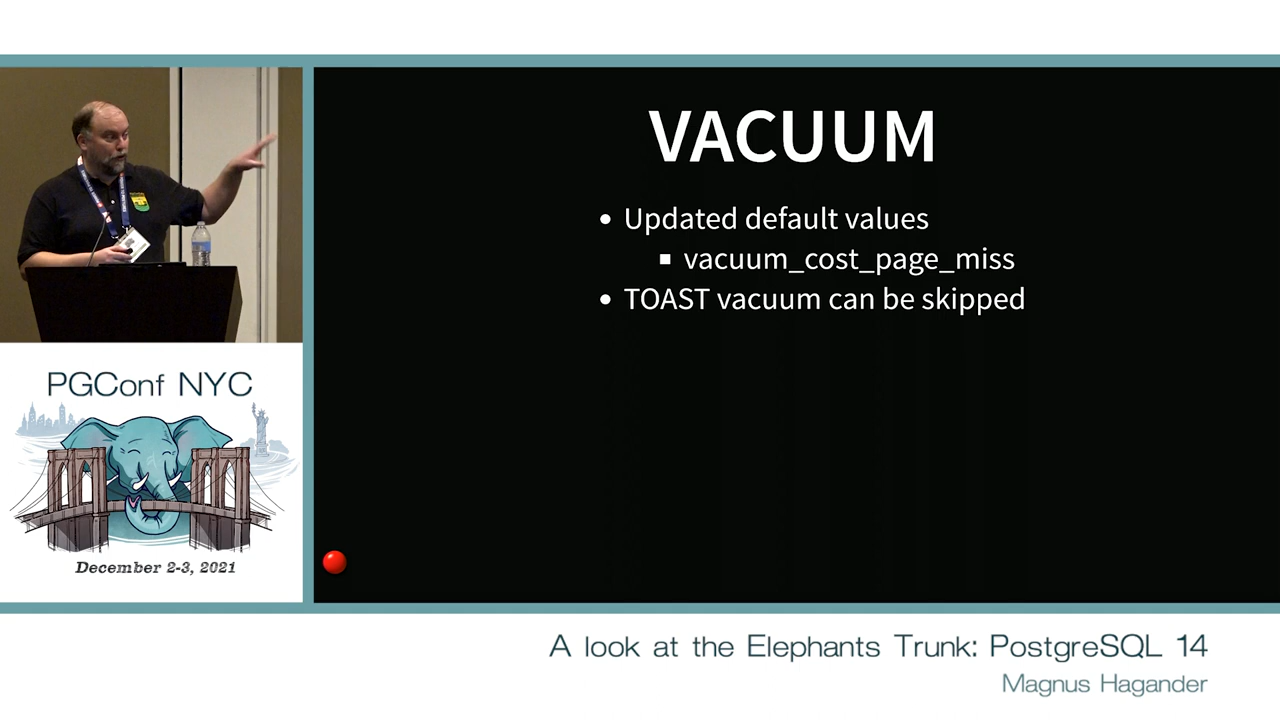 VACUUM
• Updated default values
▪ vacuum_cost_page_miss
• TOAST vacuum can be skipped
PGConf NYC
December 2-3, 2021
A look at the Elephants Trunk: PostgreSQL 14
Magnus Hagander